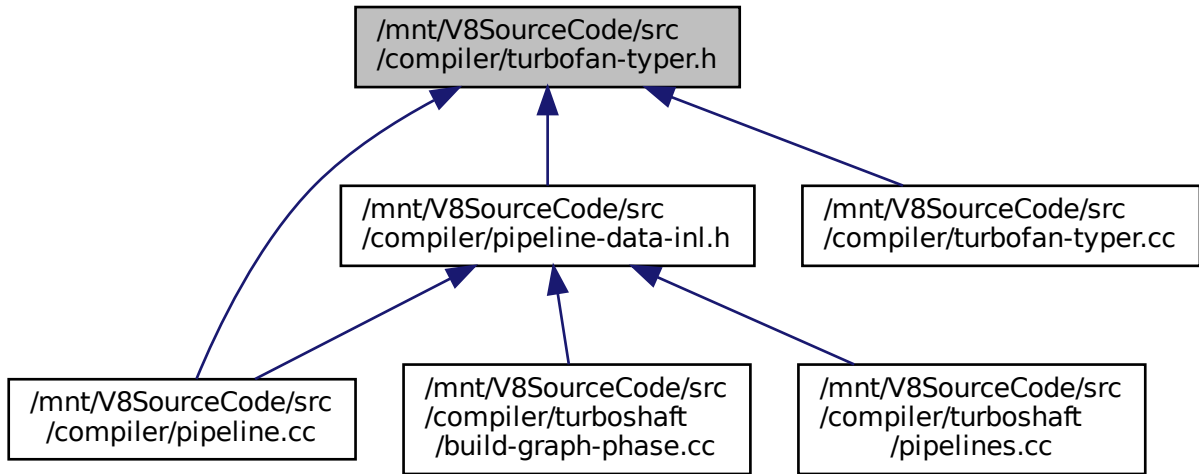 /mnt/V8SourceCode/src
/compiler/turbofan-typer.h
/mnt/V8SourceCode/src
/compiler/pipeline-data-inl.h
/mnt/V8SourceCode/src
/compiler/turbofan-typer.cc
/mnt/V8SourceCode/src
/compiler/pipeline.cc
/mnt/V8SourceCode/src
/compiler/turboshaft
/build-graph-phase.cc
/mnt/V8SourceCode/src
/compiler/turboshaft
/pipelines.cc